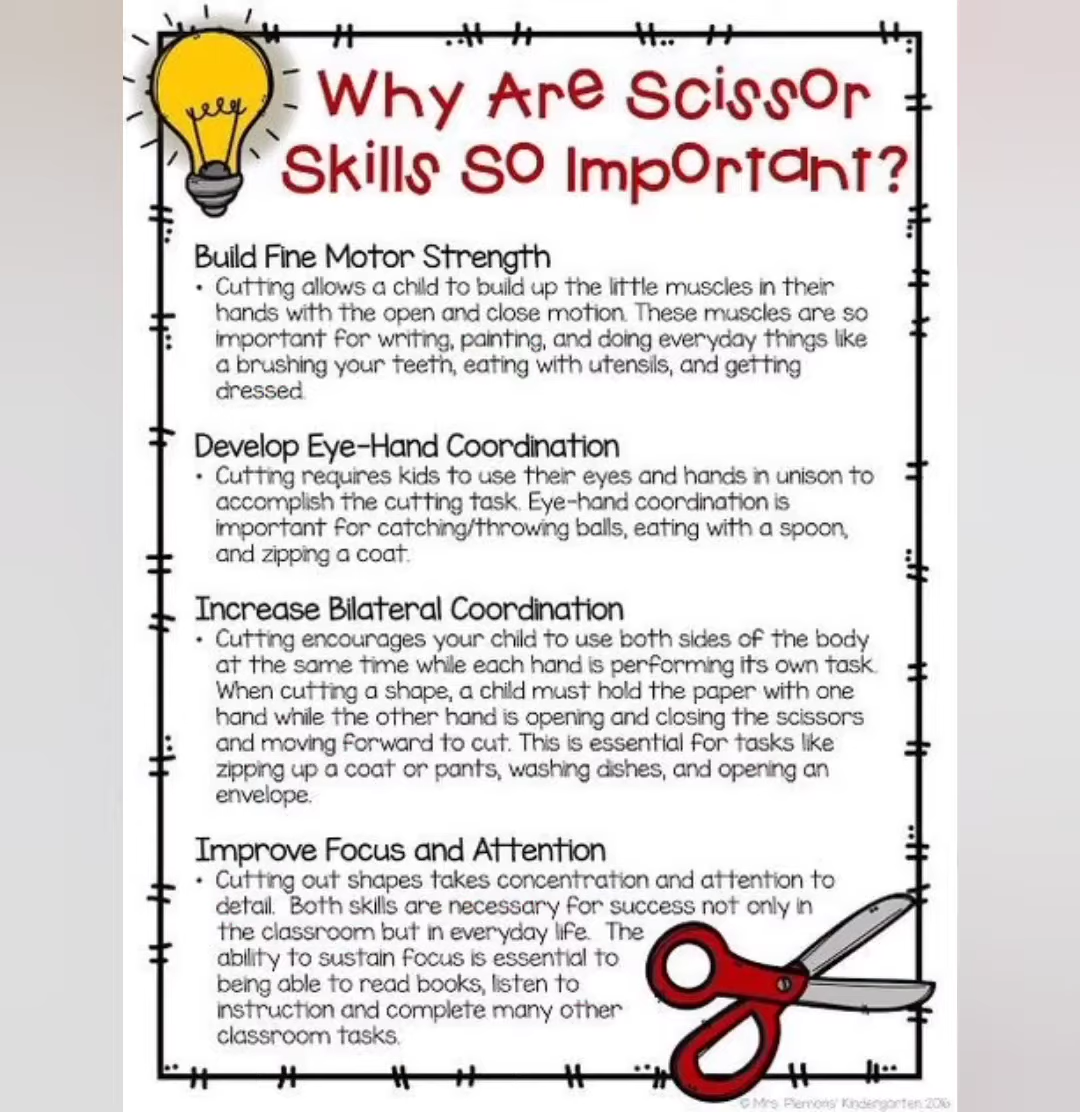 Why Are Scissor
Skills So Important?
Build Fine Motor Strength
• Cutting allows a child to build up the little muscles in their
hands with the open and close motion. These muscles are so
important for writing, painting, and doing everyday things like
a brushing your teeth, eating with utensils, and getting
dressed.
Develop Eye-Hand Coordination
• Cutting requires kids to use their eyes and hands in unison to
accomplish the cutting task. Eye-hand coordination is
important for catching/throwing balls, eating with a spoon,
and zipping a coat.
Increase Bilateral Coordination
• Cutting encourages your child to use both sides of the body
at the same time while each hand is performing its own task.
When cutting a shape, a child must hold the paper with one
hand while the other hand is opening and closing the scissors
and moving forward to cut. This is essential for tasks like
zipping up a coat or pants, washing dishes, and opening an
envelope.
Improve Focus and Attention
• Cutting out shapes takes concentration and attention to
detail. Both skills are necessary for success not only in
the classroom but in everyday life. The
ability to sustain focus is essential to
being able to read books, listen to
instruction and complete many other
classroom tasks.
© Mrs. Plemons' Kindergarten 2016